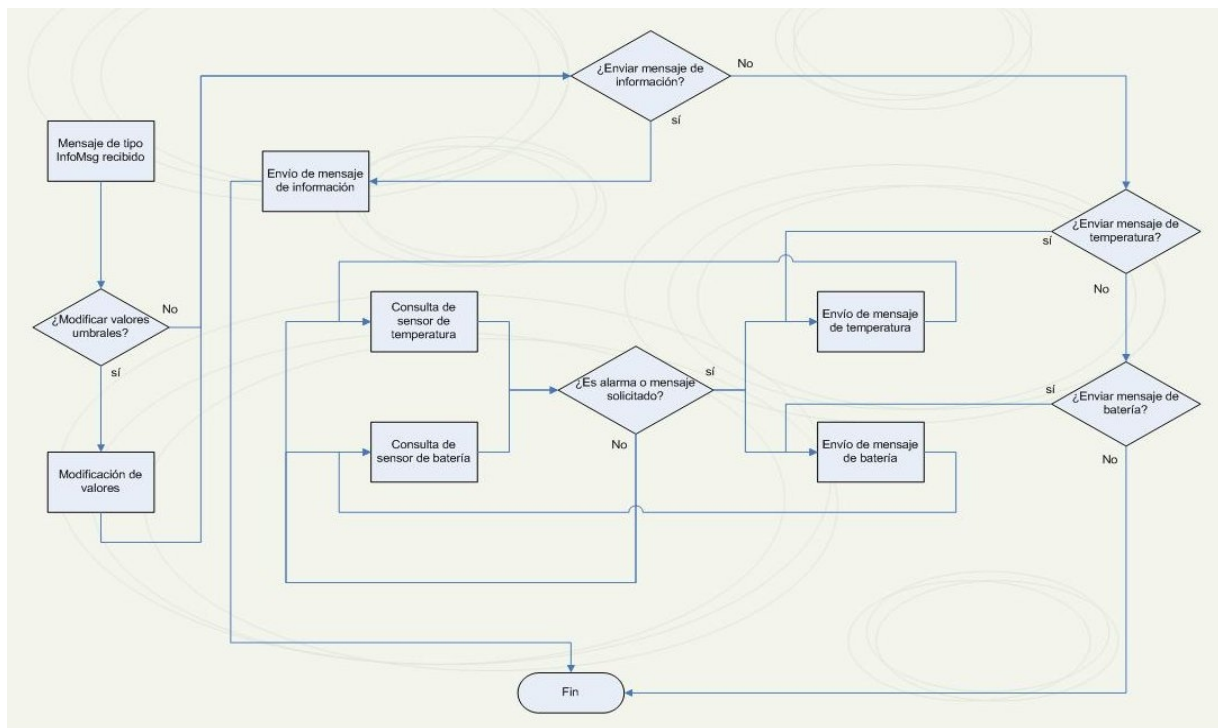 ¿Enviar mensaje de
información?
No
sí
Mensaje de tipo
InfoMsg recibido
Envío de mensaje
de información
¿Enviar mensaje de
temperatura?
sí
No
¿Modificar valores
umbrales?
No
sí
Consulta de
sensor de
temperatura
Envío de mensaje
de temperatura
¿Es alarma o mensaje
solicitado?
sí
No
¿Enviar mensaje de
batería?
sí
No
Consulta de
sensor de batería
Envío de mensaje
de batería
Modificación de
valores
Fin